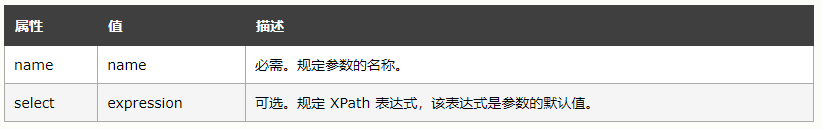 属性 值 描述
name name 必需。规定参数的名称。
select expression 可选。规定 XPath 表达式，该表达式是参数的默认值。